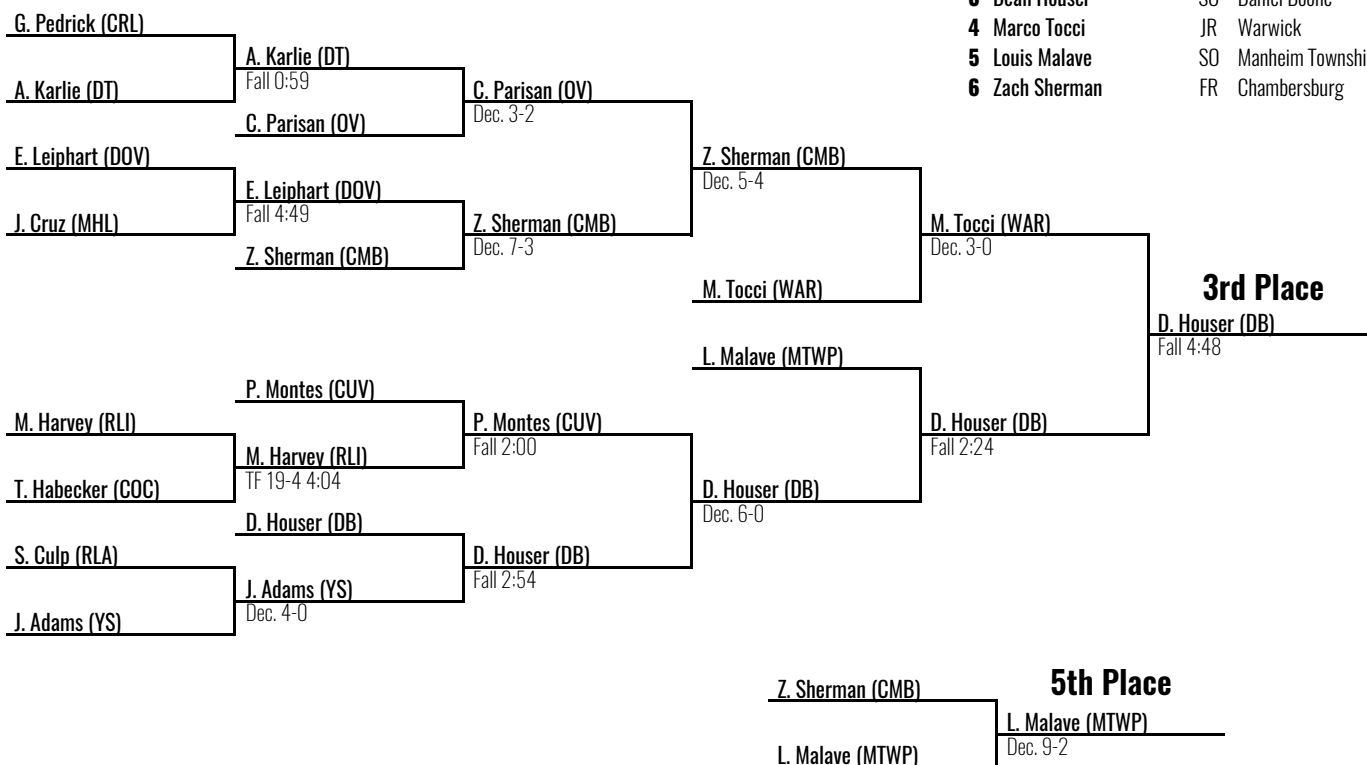 3 Dean Houser SO Daniel Boone
4 Marco Tocci JR Warwick
5 Louis Malave SO Manheim Townshi
6 Zach Sherman FR Chambersburg
G. Pedrick (CRL)
A. Karlie (DT)
Fall 0:59
A. Karlie (DT)
C. Parisan (OV)
Dec. 3-2
C. Parisan (OV)
E. Leiphart (DOV)
Z. Sherman (CMB)
Dec. 5-4
E. Leiphart (DOV)
Fall 4:49
J. Cruz (MHL)
Z. Sherman (CMB)
Dec. 7-3
M. Tocci (WAR)
Dec. 3-0
Z. Sherman (CMB)
M. Tocci (WAR)
3rd Place
D. Houser (DB)
Fall 4:48
L. Malave (MTWP)
P. Montes (CUV)
M. Harvey (RLI)
P. Montes (CUV)
Fall 2:00
D. Houser (DB)
Fall 2:24
M. Harvey (RLI)
TF 19-4 4:04
T. Habecker (COC)
D. Houser (DB)
Dec. 6-0
D. Houser (DB)
S. Culp (RLA)
D. Houser (DB)
Fall 2:54
J. Adams (YS)
Dec. 4-0
J. Adams (YS)
5th Place
Z. Sherman (CMB)
L. Malave (MTWP)
Dec. 9-2
L. Malave (MTWP)